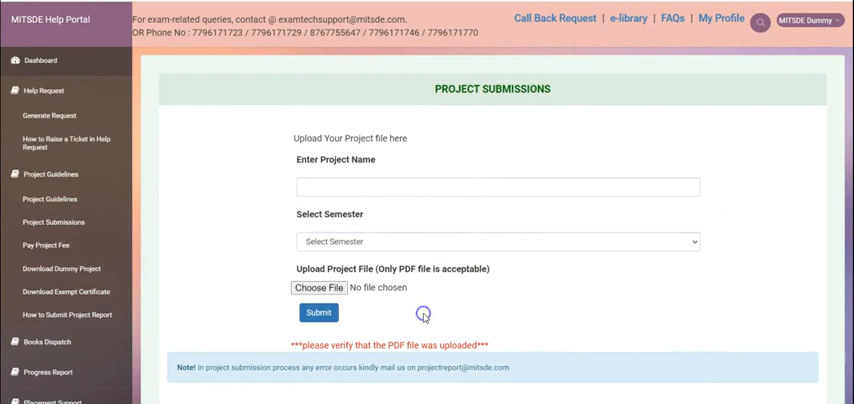 MITSDE Help Portal
For exam-related queries, contact @ examtechsupport@mitsde.com.
OR Phone No : 7796171723 / 7796171729 / 8767755647 / 7796171746 / 7796171770
Call Back Request | e-library | FAQs | My Profile
MITSDE Dummy
Dashboard
Help Request
Generate Request
How to Raise a Ticket in Help
Request
Project Guidelines
Project Guidelines
Project Submissions
Pay Project Fee
Download Dummy Project
Download Exempt Certificate
How to Submit Project Report
Books Dispatch
Progress Report
Placement Support
PROJECT SUBMISSIONS
Upload Your Project file here
Enter Project Name
Select Semester
Select Semester
Upload Project File (Only PDF file is acceptable)
Choose File No file chosen
Submit
***please verify that the PDF file was uploaded***
Note! In project submission process any error occurs kindly mail us on projectreport@mitsde.com